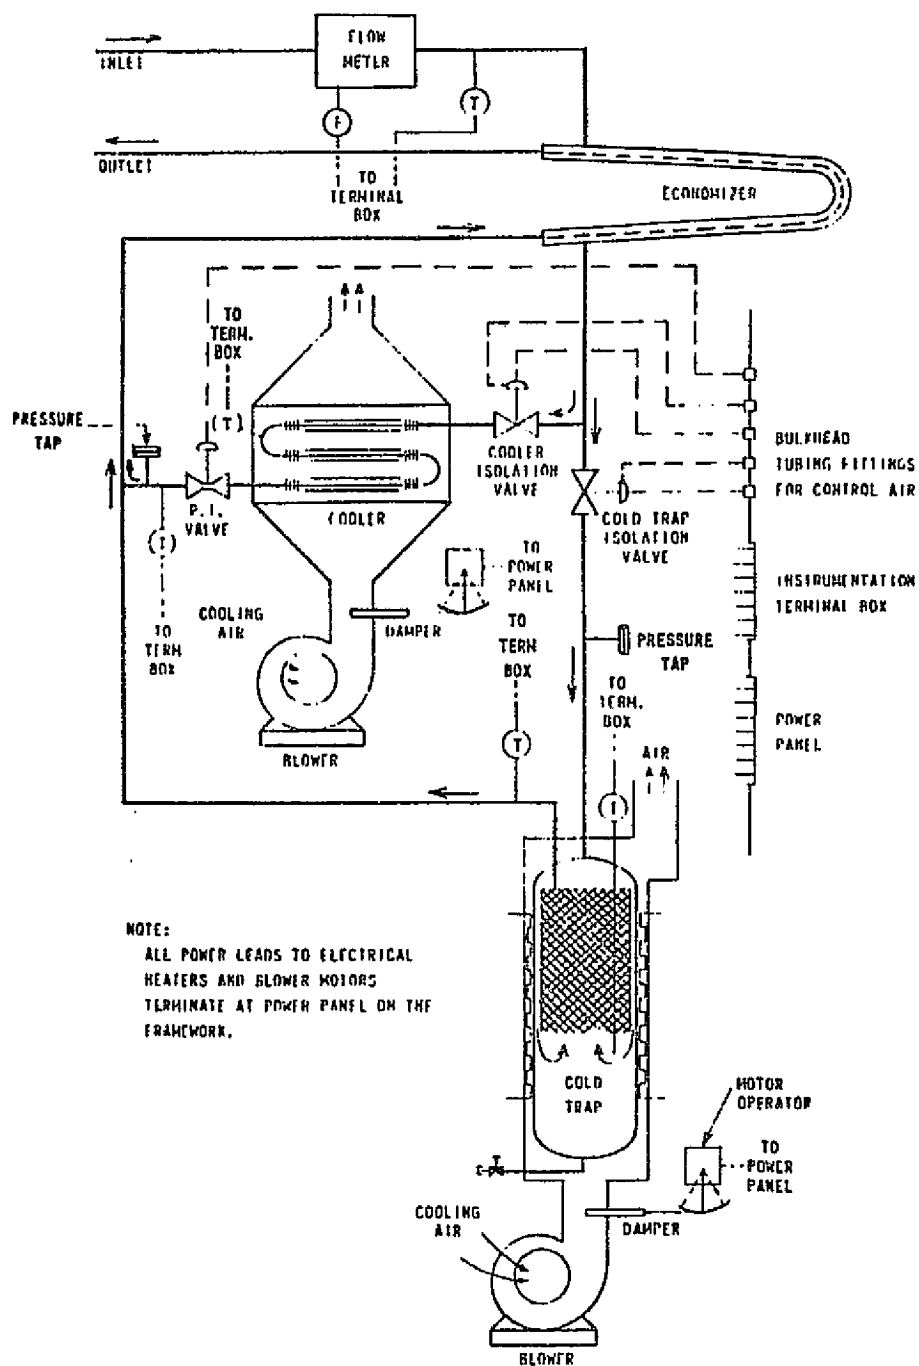 INLET
FLOW
METER
F
T
OUTLET
TO
TERMINAL
BOX
ECONOMIZER
TO
TERM.
BOX
PRESSURE
TAP
(T)
P.I.
VALVE
COOLER
COOLER
ISOLATION
VALVE
COLD TRAP
ISOLATION
VALVE
BULKHEAD
TUBING FITTINGS
FOR CONTROL AIR
INSTRUMENTATION
TERMINAL BOX
POWER
PANEL
TO
TERM
BOX
COOLING
AIR
DAMPER
TO
POWER
PANEL
TO
TERM
BOX
PRESSURE
TAP
TO
TERM.
BOX
BLOWER
T
AIR
NOTE:
ALL POWER LEADS TO ELECTRICAL
HEATERS AND BLOWER MOTORS
TERMINATE AT POWER PANEL ON THE
FRAMEWORK.
COLD
TRAP
MOTOR
OPERATOR
TO
POWER
PANEL
DAMPER
COOLING
AIR
BLOWER